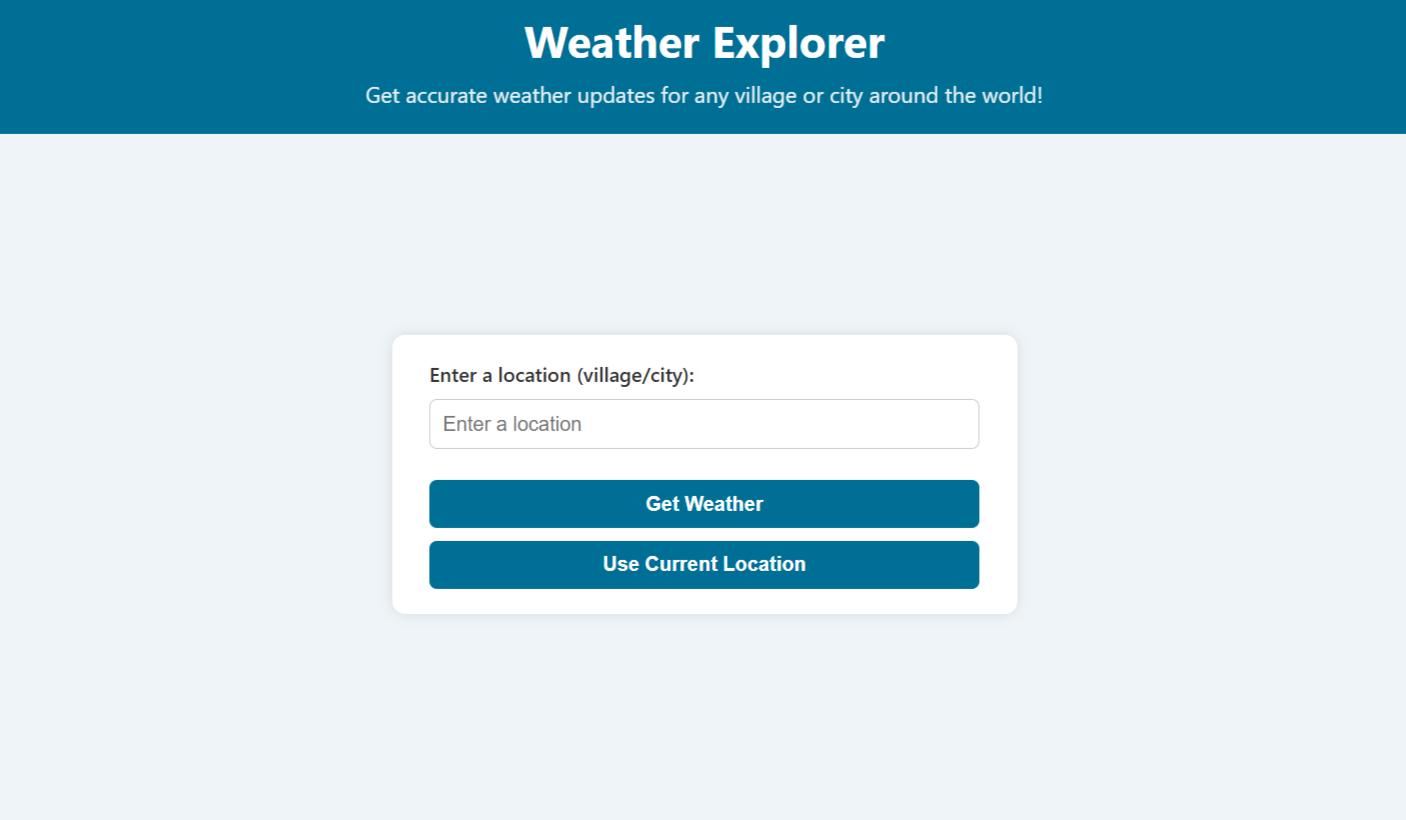 Weather Explorer
Get accurate weather updates for any village or city around the world!
Enter a location (village/city):
Enter a location
Get Weather
Use Current Location